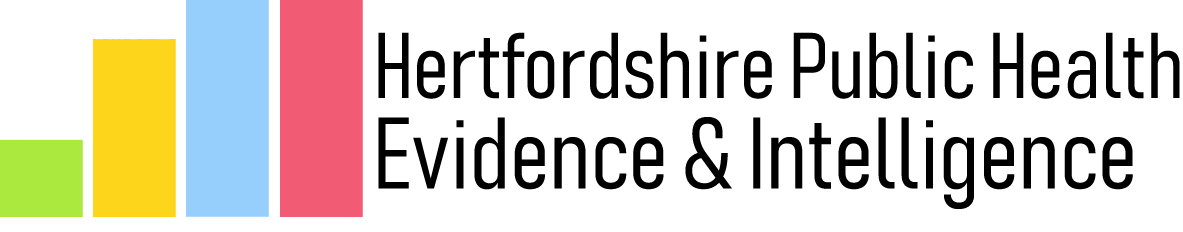 Hertfordshire Public Health
Evidence & Intelligence